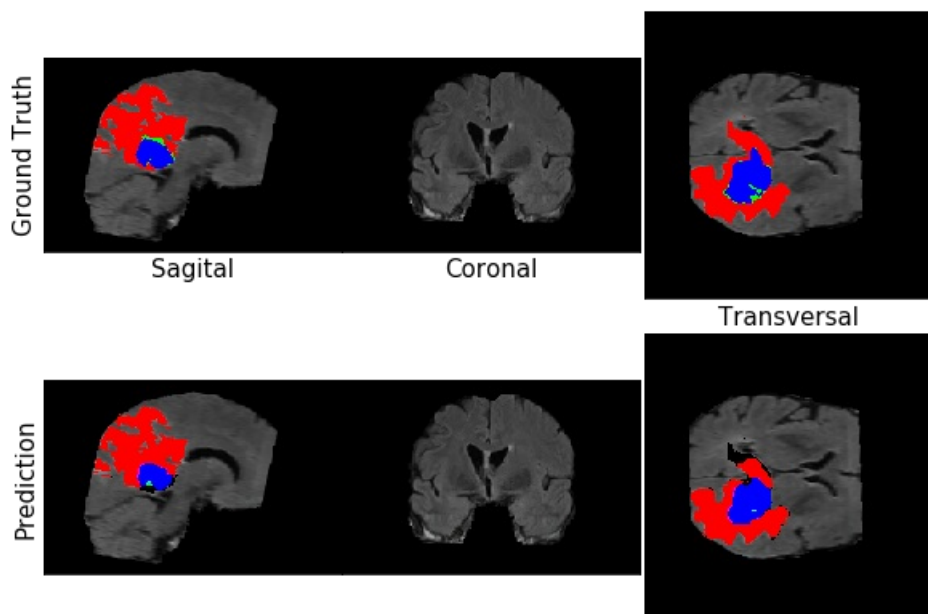 Ground Truth
Sagital
Coronal
Transversal
Prediction